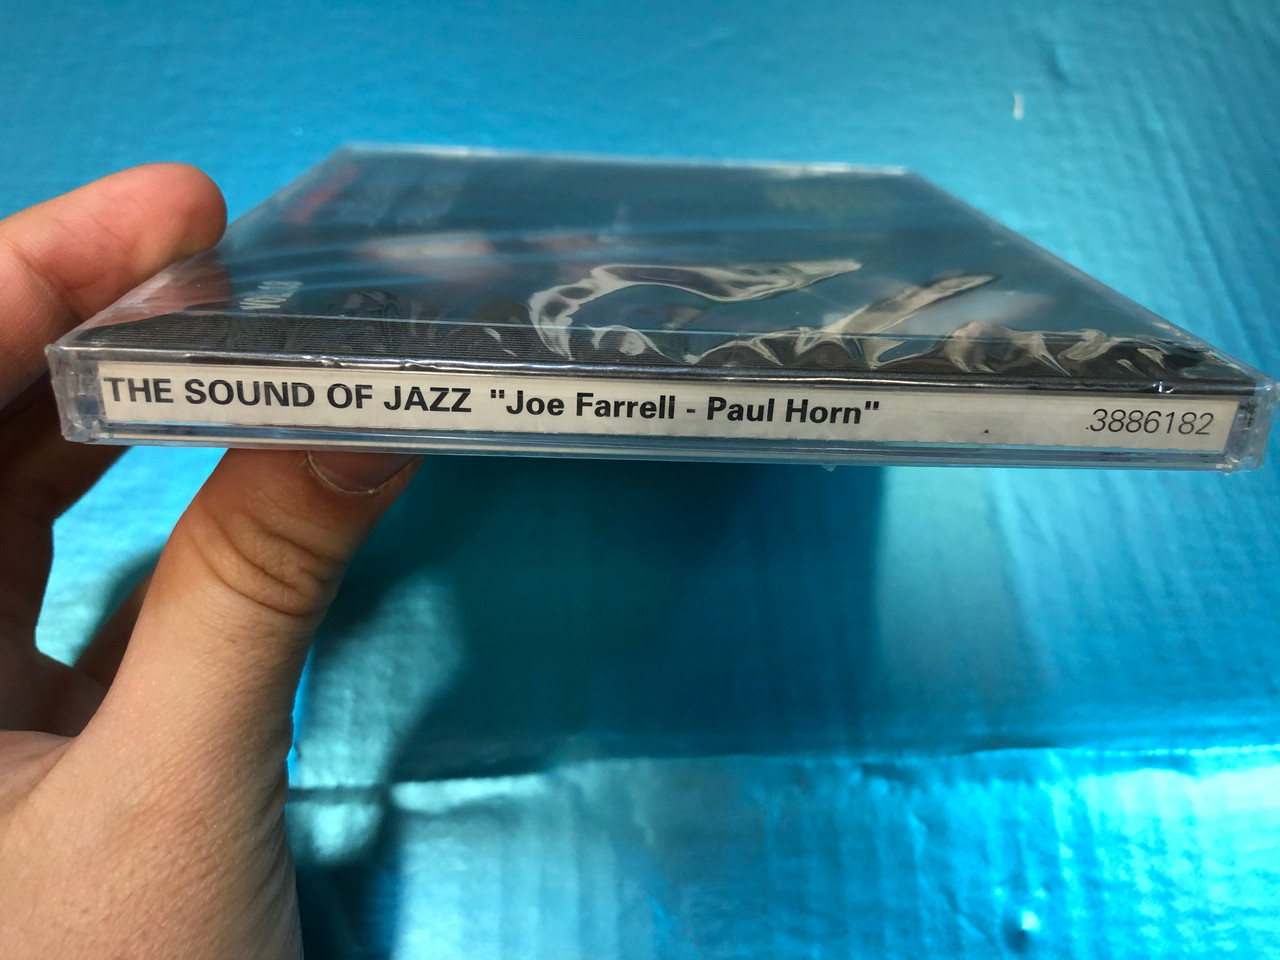 THE SOUND OF JAZZ "Joe Farrell - Paul Horn" 3886182